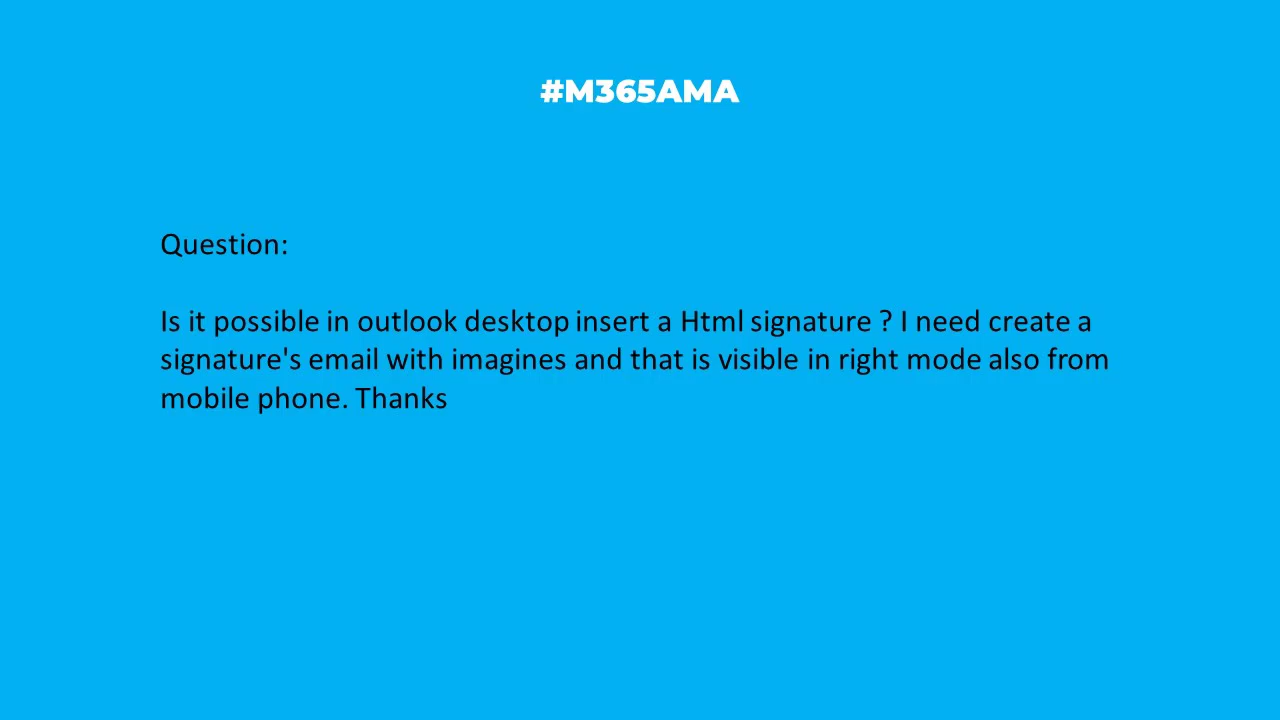 #M365AMA
Question:
Is it possible in outlook desktop insert a Html signature ? I need create a
signature's email with imagines and that is visible in right mode also from
mobile phone. Thanks